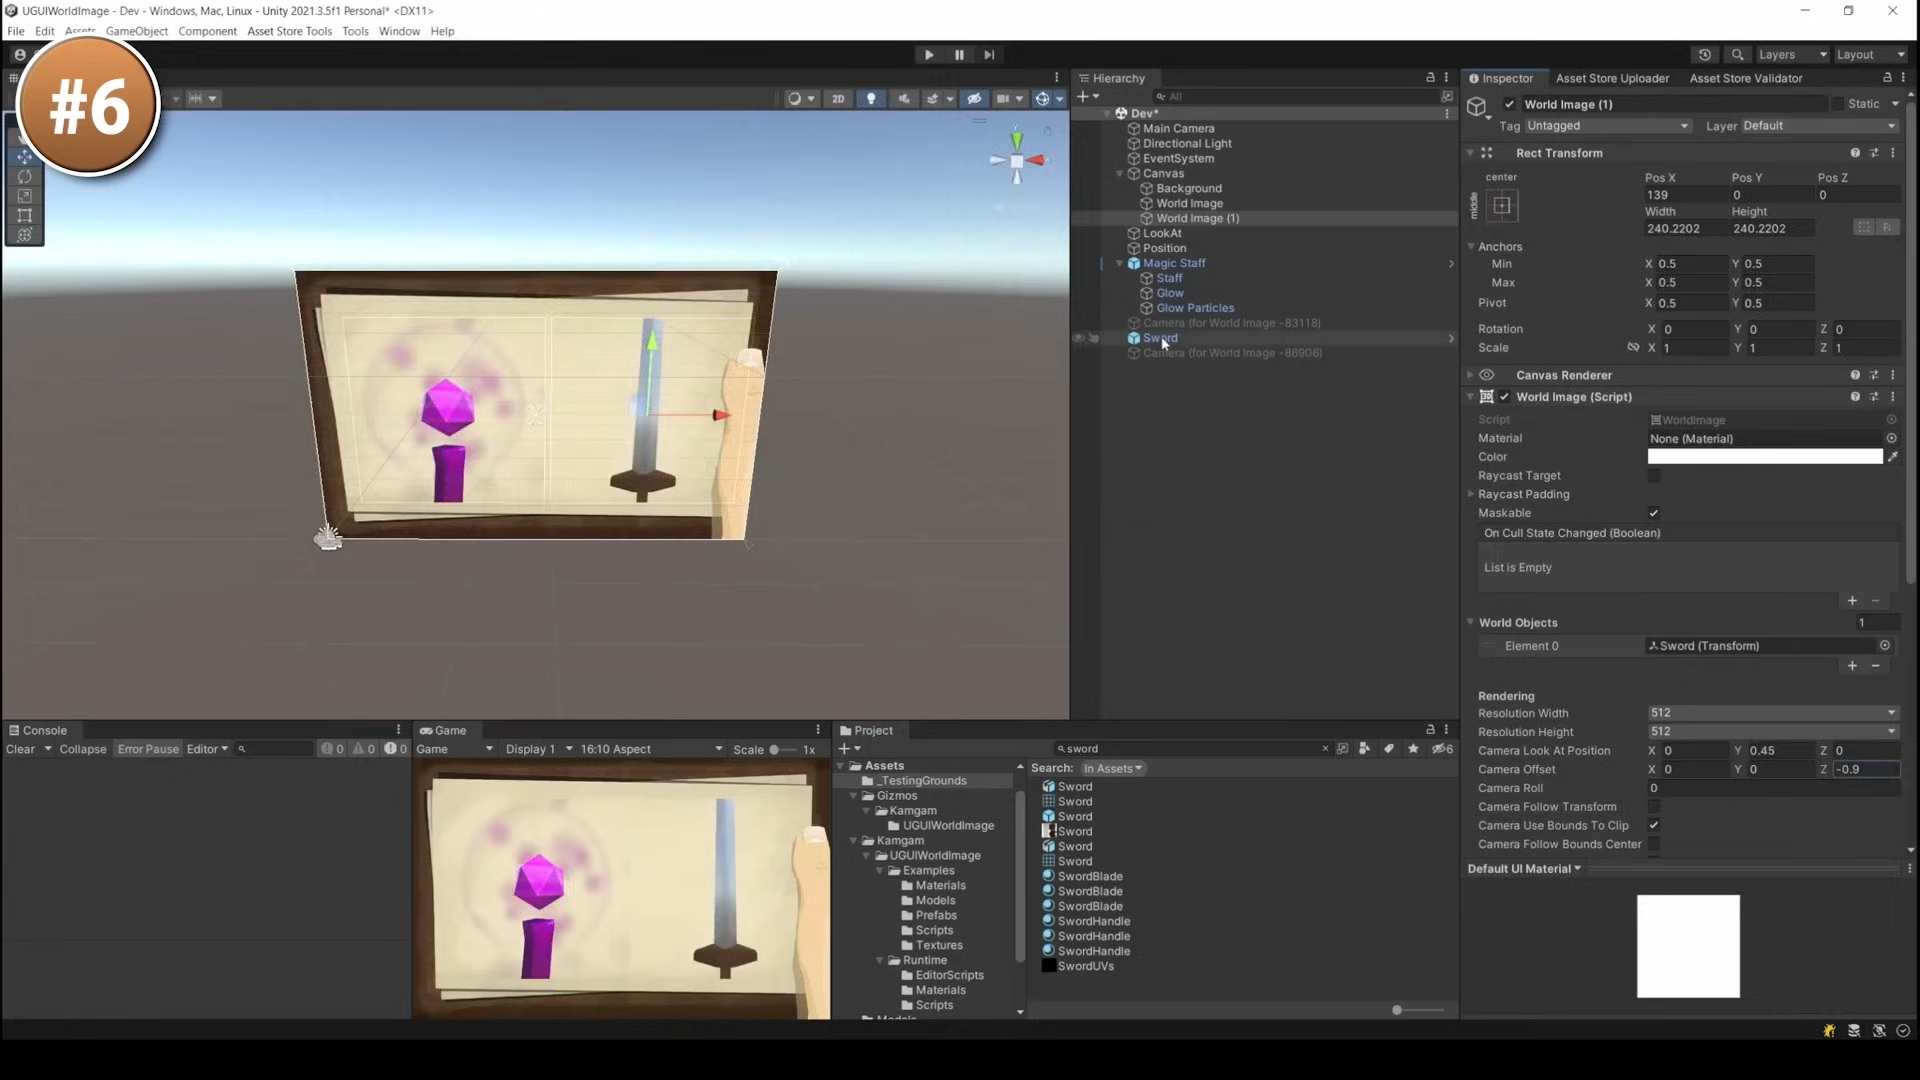 UGUIWorldImage - Dev - Windows, Mac, Linux - Unity 2021.3.5f1 Personal* <DX11>
File Edit Assets GameObject Component Asset Store Tools Tools Window Help
#6
Layers Layout
2D
Hierarchy
All
Dev*
Main Camera
Directional Light
EventSystem
Canvas
Background
World Image
World Image (1)
LookAt
Position
Magic Staff
Staff
Glow
Glow Particles
Camera (for World Image -83118)
Sword
Camera (for World Image -86906)
Inspector Asset Store Uploader Asset Store Validator
World Image (1) Static
Tag Untagged Layer Default
Rect Transform
center
middle
Pos X Pos Y Pos Z
139 0 0
Width Height
240.2202 240.2202
R
Anchors
Min X 0.5 Y 0.5
Max X 0.5 Y 0.5
Pivot X 0.5 Y 0.5
Rotation X 0 Y 0 Z 0
Scale X 1 Y 1 Z 1
Canvas Renderer
World Image (Script)
Script WorldImage
Material None (Material)
Color
Raycast Target
Raycast Padding
Maskable
On Cull State Changed (Boolean)
List is Empty
World Objects 1
Element 0 Sword (Transform)
Rendering
Resolution Width 512
Resolution Height 512
Camera Look At Position X 0 Y 0.45 Z 0
Camera Offset X 0 Y 0 Z -0.9
Camera Roll 0
Camera Follow Transform
Camera Use Bounds To Clip
Camera Follow Bounds Center
Default UI Material
Console
Clear Collapse Error Pause Editor 0 0 0
Game
Game Display 1 16:10 Aspect Scale 1x
Project
sword
6
Assets
_TestingGrounds
Gizmos
Kamgam
UGUIWorldImage
Kamgam
UGUIWorldImage
Examples
Materials
Models
Prefabs
Scripts
Textures
Runtime
EditorScripts
Materials
Scripts
Search: In Assets
Sword
Sword
Sword
Sword
Sword
Sword
SwordBlade
SwordBlade
SwordBlade
SwordHandle
SwordHandle
SwordHandle
SwordUVs